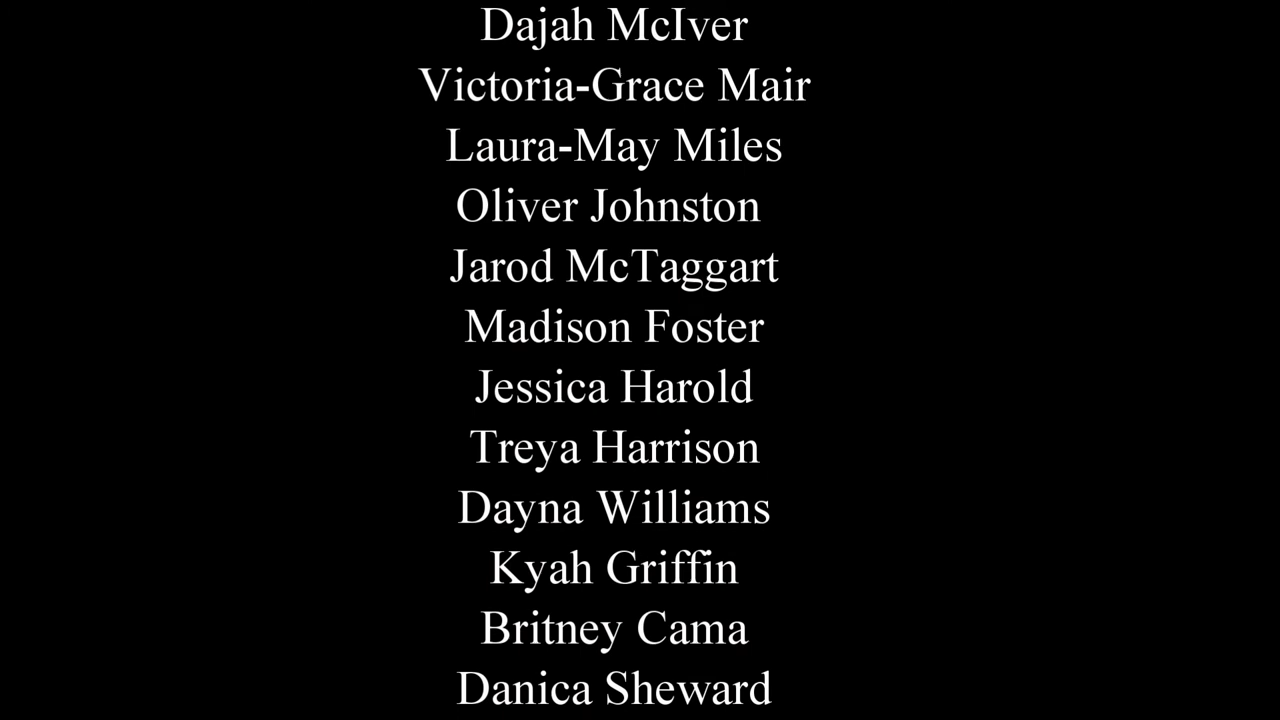 Dajah McIver
Victoria-Grace Mair
Laura-May Miles
Oliver Johnston
Jarod McTaggart
Madison Foster
Jessica Harold
Treya Harrison
Dayna Williams
Kyah Griffin
Britney Cama
Danica Sheward